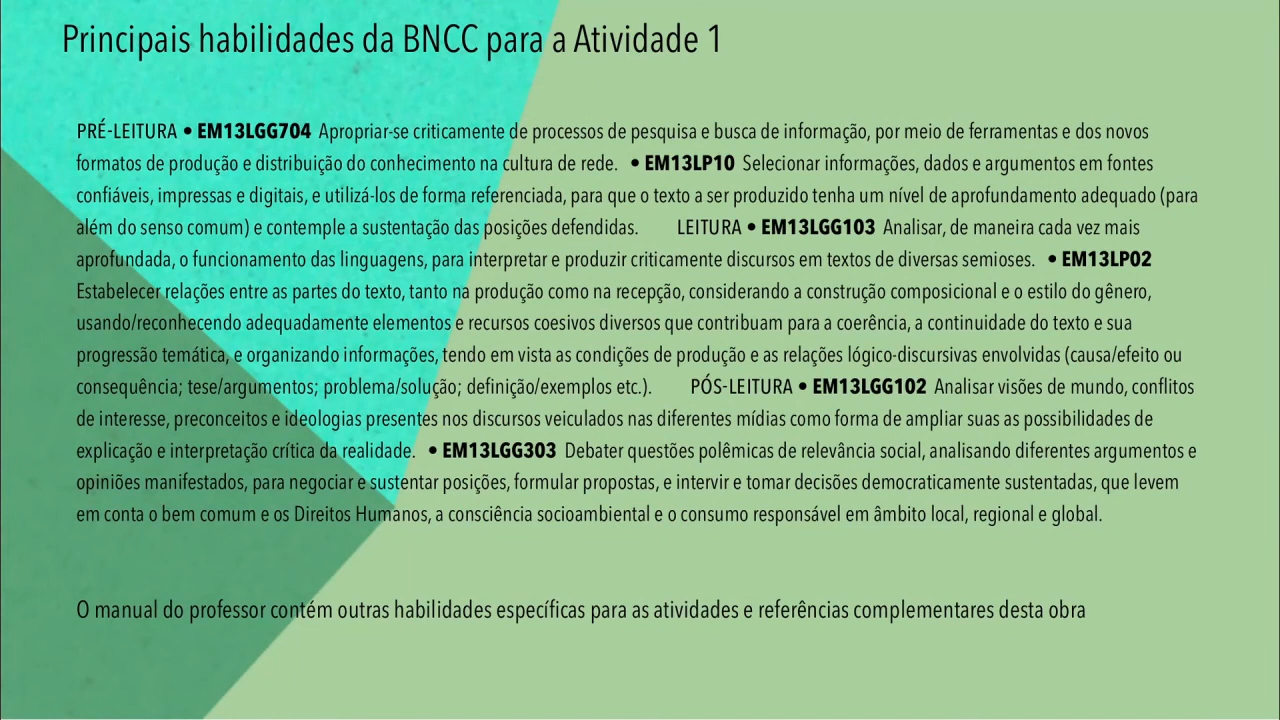 Principais habilidades da BNCC para a Atividade 1
PRÉ-LEITURA • EM13LGG704 Apropriar-se criticamente de processos de pesquisa e busca de informação, por meio de ferramentas e dos novos
formatos de produção e distribuição do conhecimento na cultura de rede. • EM13LP10 Selecionar informações, dados e argumentos em fontes
confiáveis, impressas e digitais, e utilizá-los de forma referenciada, para que o texto a ser produzido tenha um nível de aprofundamento adequado (para
além do senso comum) e contemple a sustentação das posições defendidas. LEITURA • EM13LGG103 Analisar, de maneira cada vez mais
aprofundada, o funcionamento das linguagens, para interpretar e produzir criticamente discursos em textos de diversas semioses. • EM13LP02
Estabelecer relações entre as partes do texto, tanto na produção como na recepção, considerando a construção composicional e o estilo do gênero,
usando/reconhecendo adequadamente elementos e recursos coesivos diversos que contribuam para a coerência, a continuidade do texto e sua
progressão temática, e organizando informações, tendo em vista as condições de produção e as relações lógico-discursivas envolvidas (causa/efeito ou
consequência; tese/argumentos; problema/solução; definição/exemplos etc.). PÓS-LEITURA • EM13LGG102 Analisar visões de mundo, conflitos
de interesse, preconceitos e ideologias presentes nos discursos veiculados nas diferentes mídias como forma de ampliar suas as possibilidades de
explicação e interpretação crítica da realidade. • EM13LGG303 Debater questões polêmicas de relevância social, analisando diferentes argumentos e
opiniões manifestados, para negociar e sustentar posições, formular propostas, e intervir e tomar decisões democraticamente sustentadas, que levem
em conta o bem comum e os Direitos Humanos, a consciência socioambiental e o consumo responsável em âmbito local, regional e global.
O manual do professor contém outras habilidades específicas para as atividades e referências complementares desta obra